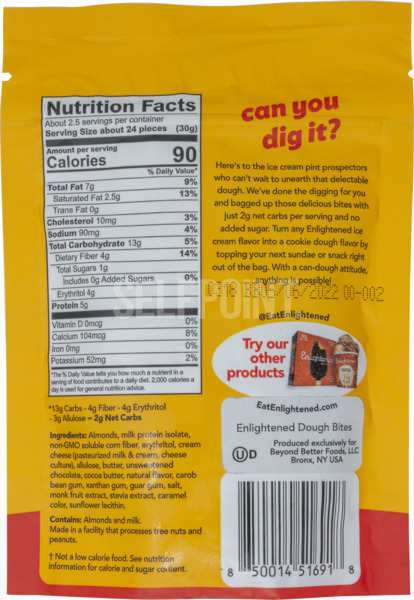 Nutrition Facts
About 2.5 servings per container
Serving Size about 24 pieces (30g)
Amount per serving
Calories 90
% Daily Value*
Total Fat 7g 9%
Saturated Fat 2.5g 13%
Trans Fat 0g
Cholesterol 10mg 3%
Sodium 90mg 4%
Total Carbohydrate 13g 5%
Dietary Fiber 4g 14%
Total Sugars 1g
Includes 0g Added Sugars 0%
Erythritol 4g
Protein 5g
Vitamin D 0mcg 0%
Calcium 104mcg 8%
Iron 0mg 0%
Potassium 52mg 2%
*The % Daily Value tells you how much a nutrient in a
serving of food contributes to a daily diet. 2,000 calories a
day is used for general nutrition advice.
*13g Carbs - 4g Fiber - 4g Erythritol
- 3g Allulose = 2g Net Carbs
Ingredients: Almonds, milk protein isolate,
non-GMO soluble corn fiber, erythritol, cream
cheese (pasteurized milk & cream, cheese
culture), allulose, butter, unsweetened
chocolate, cocoa butter, natural flavor, carob
bean gum, xanthan gum, guar gum, salt,
monk fruit extract, stevia extract, caramel
color, sunflower lecithin.
Contains: Almonds and milk.
Made in a facility that processes tree nuts and
peanuts.
† Not a low calorie food. See nutrition
information for calorie and sugar content.
can you
dig it?
Here's to the ice cream pint prospectors
who can't wait to unearth that delectable
dough. We've done the digging for you
and bagged up those delicious bites with
just 2g net carbs per serving and no
added sugar. Turn any Enlightened ice
cream flavor into a cookie dough flavor by
topping your next sundae or snack right
out of the bag. With a can-dough attitude,
anything is possible!
/2022 00-002
@EatEnlightened
SELFPOINT
Try our
other
products
Enlightened
EatEnlightened.com
Enlightened Dough Bites
U D
Produced exclusively for
Beyond Better Foods, LLC
Bronx, NY USA
8 50014 51691 8